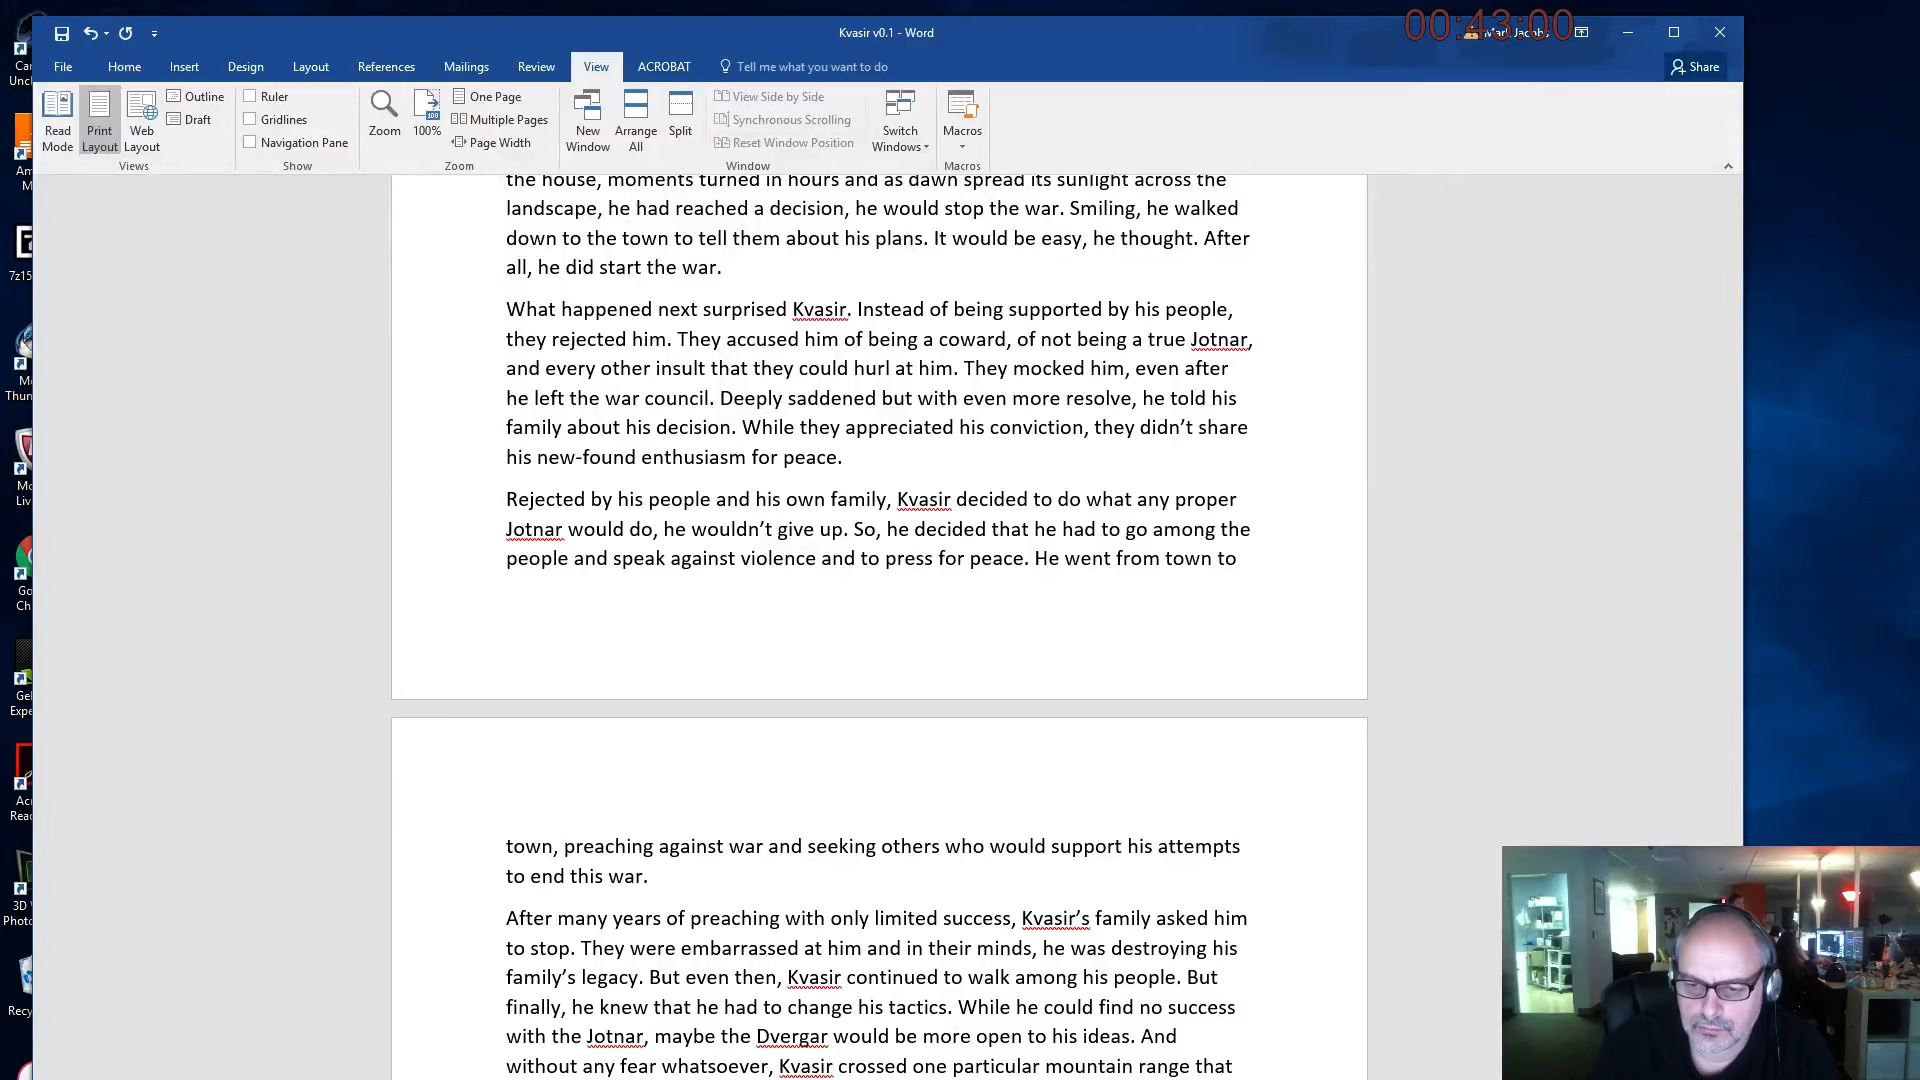 00:43:00
Kvasir v0.1 - Word
Mark Jacobs
File Home Insert Design Layout References Mailings Review View ACROBAT Tell me what you want to do Share
Read Mode
Print Layout
Web Layout
Outline
Draft
Views
Ruler
Gridlines
Navigation Pane
Show
Zoom
100%
One Page
Multiple Pages
Page Width
Zoom
New Window
Arrange All
Split
View Side by Side
Synchronous Scrolling
Reset Window Position
Window
Switch Windows
Macros
Macros
the house, moments turned in hours and as dawn spread its sunlight across the
landscape, he had reached a decision, he would stop the war. Smiling, he walked
down to the town to tell them about his plans. It would be easy, he thought. After
all, he did start the war.
What happened next surprised Kvasir. Instead of being supported by his people,
they rejected him. They accused him of being a coward, of not being a true Jotnar,
and every other insult that they could hurl at him. They mocked him, even after
he left the war council. Deeply saddened but with even more resolve, he told his
family about his decision. While they appreciated his conviction, they didn’t share
his new-found enthusiasm for peace.
Rejected by his people and his own family, Kvasir decided to do what any proper
Jotnar would do, he wouldn’t give up. So, he decided that he had to go among the
people and speak against violence and to press for peace. He went from town to
town, preaching against war and seeking others who would support his attempts
to end this war.
After many years of preaching with only limited success, Kvasir’s family asked him
to stop. They were embarrassed at him and in their minds, he was destroying his
family’s legacy. But even then, Kvasir continued to walk among his people. But
finally, he knew that he had to change his tactics. While he could find no success
with the Jotnar, maybe the Dvergar would be more open to his ideas. And
without any fear whatsoever, Kvasir crossed one particular mountain range that